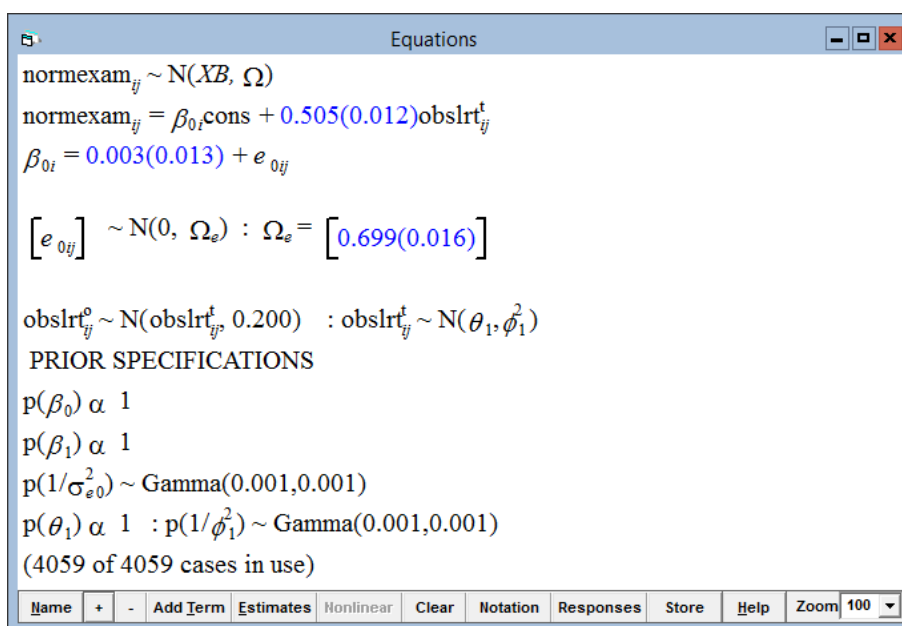 Equations
normexam_ij ~ N(XB, Ω)
normexam_ij = β_0i cons + 0.505(0.012)obslrt^t_ij
β_0i = 0.003(0.013) + e_0ij
[e_0ij] ~ N(0, Ω_e) : Ω_e = [0.699(0.016)]
obslrt^o_ij ~ N(obslrt^t_ij, 0.200) : obslrt^t_ij ~ N(θ_1, ϕ^2_1)
PRIOR SPECIFICATIONS
p(β_0) α 1
p(β_1) α 1
p(1/σ^2_e0) ~ Gamma(0.001,0.001)
p(θ_1) α 1 : p(1/ϕ^2_1) ~ Gamma(0.001,0.001)
(4059 of 4059 cases in use)
Name + - Add Term Estimates Nonlinear Clear Notation Responses Store Help Zoom 100